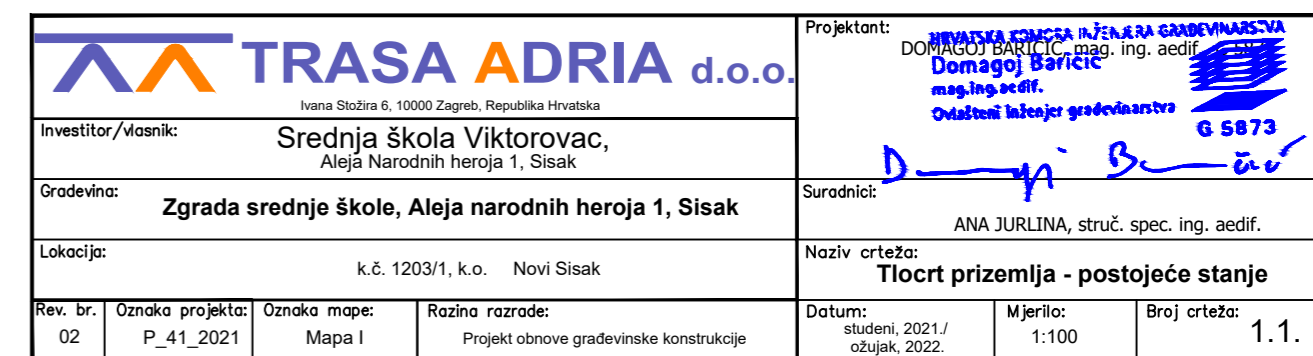 TRASA ADRIA d.o.o.
Ivana Stožira 6, 10000 Zagreb, Republika Hrvatska
Investitor/vlasnik:
Srednja škola Viktorovac,
Aleja Narodnih heroja 1, Sisak
Građevina:
Zgrada srednje škole, Aleja narodnih heroja 1, Sisak
Lokacija:
k.č. 1203/1, k.o. Novi Sisak
Rev. br.
02
Oznaka projekta:
P_41_2021
Oznaka mape:
Mapa I
Razina razrade:
Projekt obnove građevinske konstrukcije
Projektant:
HRVATSKA KOMORA INŽENJERA GRAĐEVINARSTVA
DOMAGOJ BARIČIĆ, mag. ing. aedif.
Domagoj Baričić
mag.ing.aedif.
Ovlašteni inženjer građevinarstva
G 5873
Suradnici:
ANA JURLINA, struč. spec. ing. aedif.
Naziv crteža:
Tlocrt prizemlja - postojeće stanje
Datum:
studeni, 2021./
ožujak, 2022.
Mjerilo:
1:100
Broj crteža:
1.1.